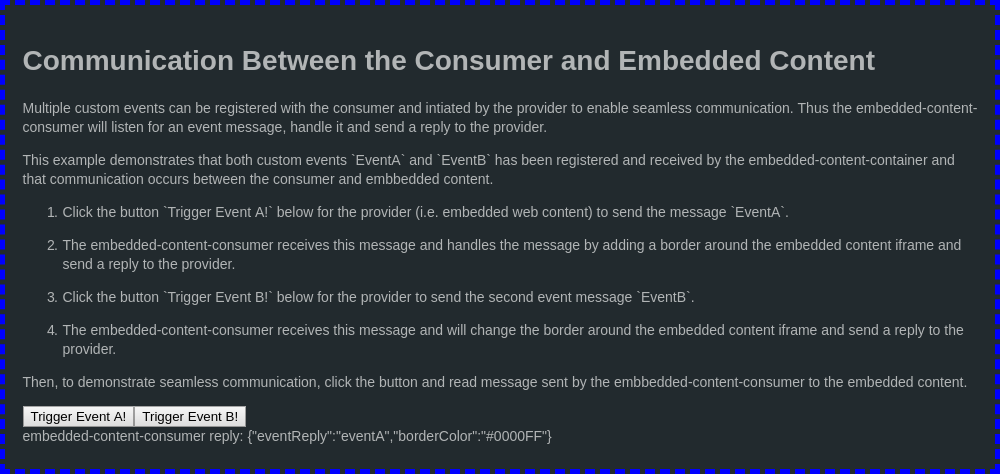 Communication Between the Consumer and Embedded Content
Multiple custom events can be registered with the consumer and intiated by the provider to enable seamless communication. Thus the embedded-content-
consumer will listen for an event message, handle it and send a reply to the provider.
This example demonstrates that both custom events `EventA` and `EventB` has been registered and received by the embedded-content-container and
that communication occurs between the consumer and embbedded content.
1. Click the button `Trigger Event A!` below for the provider (i.e. embedded web content) to send the message `EventA`.
2. The embedded-content-consumer receives this message and handles the message by adding a border around the embedded content iframe and
send a reply to the provider.
3. Click the button `Trigger Event B!` below for the provider to send the second event message `EventB`.
4. The embedded-content-consumer receives this message and will change the border around the embedded content iframe and send a reply to the
provider.
Then, to demonstrate seamless communication, click the button and read message sent by the embbedded-content-consumer to the embedded content.
Trigger Event A! Trigger Event B!
embedded-content-consumer reply: {"eventReply":"eventA","borderColor":"#0000FF"}